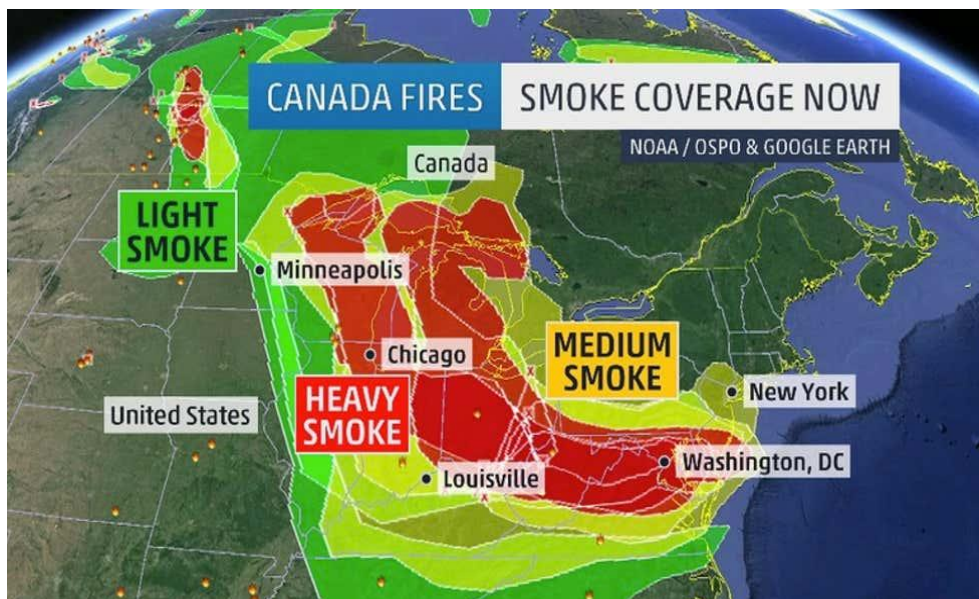 CANADA FIRES SMOKE COVERAGE NOW
NOAA / OSPO & GOOGLE EARTH
Canada
LIGHT
SMOKE
Minneapolis
Chicago
MEDIUM
SMOKE
HEAVY
SMOKE
New York
United States
Washington, DC
Louisville